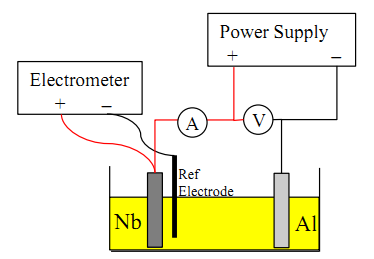 Power Supply
+ −
Electrometer
+ −
A
V
Ref
Electrode
Nb
Al